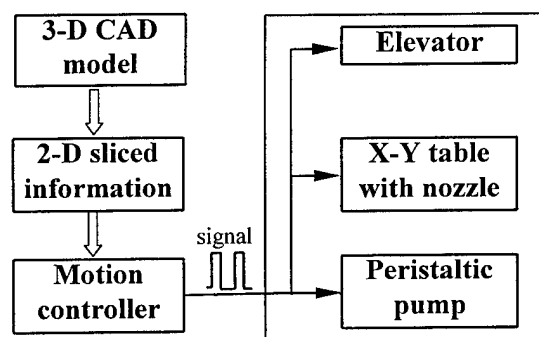 3-D CAD
model
2-D sliced
information
Motion
controller
signal
Elevator
X-Y table
with nozzle
Peristaltic
pump